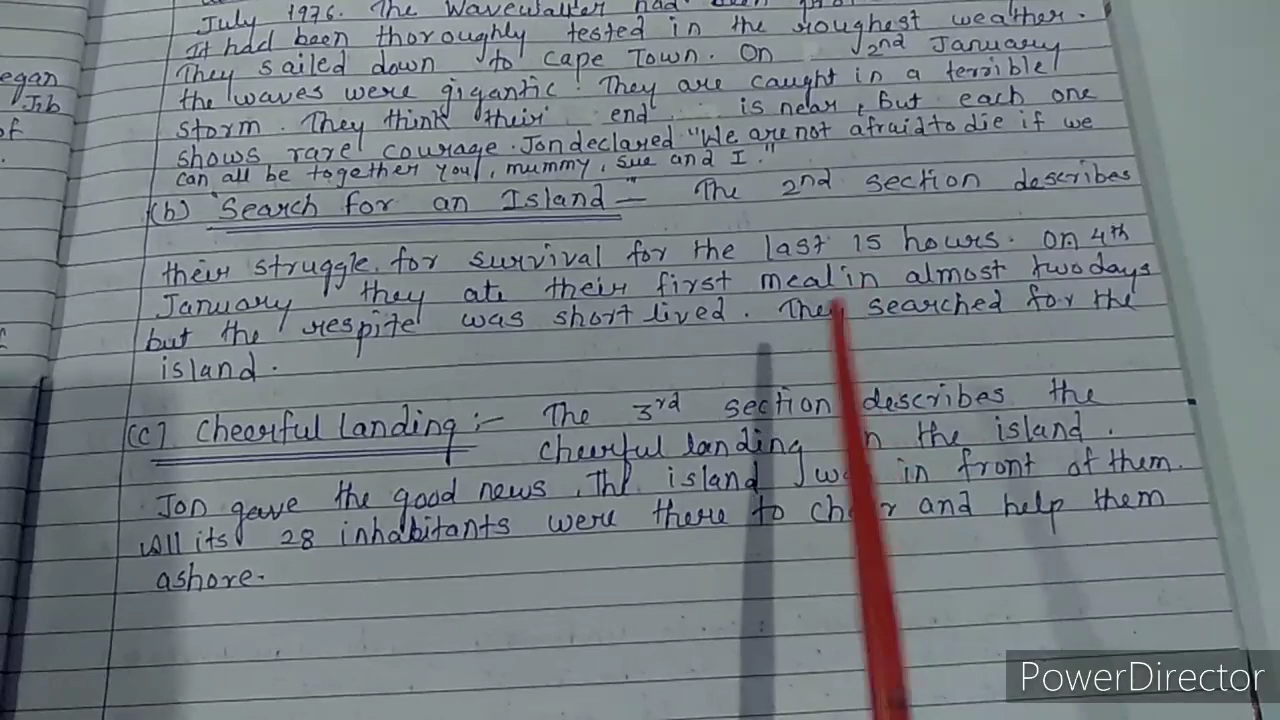 July 1976. The Wavewalker had been
It had been thoroughly tested in the roughest weather.
They sailed down to Cape Town. On 2nd January
the waves were gigantic. They are caught in a terrible
storm. They think their end is near, But each one
shows rare courage. Jon declared "We are not afraid to die if we
can all be together you, mummy, sue and I."
(b) "Search for an Island" — The 2nd section describes
their struggle for survival for the last 15 hours. On 4th
January they ate their first meal in almost two days
but the respite was short lived. They searched for the
island.
(c) Cheerful Landing :- The 3rd section describes the
cheerful landing the island.
Jon gave the good news, The island in front of them.
All its 28 inhabitants were there to and help them
ashore.
egan
Job
of
PowerDirector